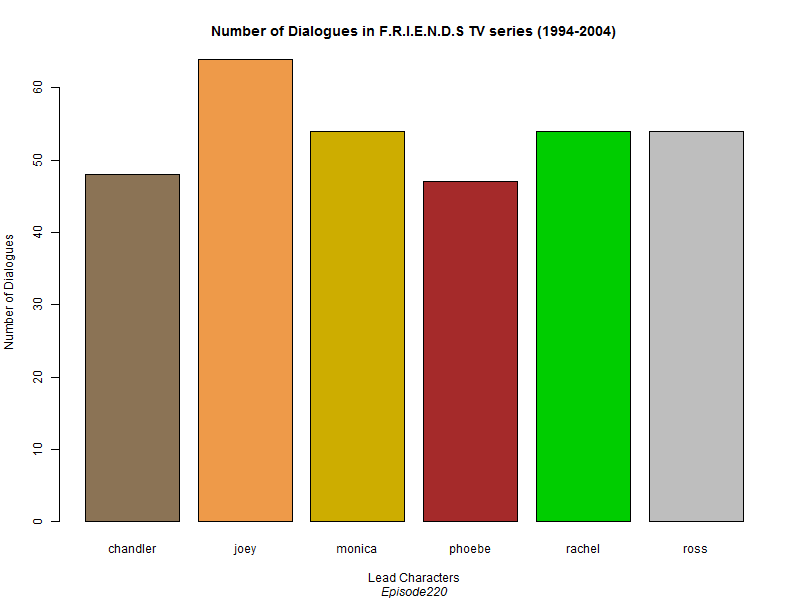 Number of Dialogues in F.R.I.E.N.D.S TV series (1994-2004)
Number of Dialogues
60
50
40
30
20
10
0
chandler joey monica phoebe rachel ross
Lead Characters
Episode220